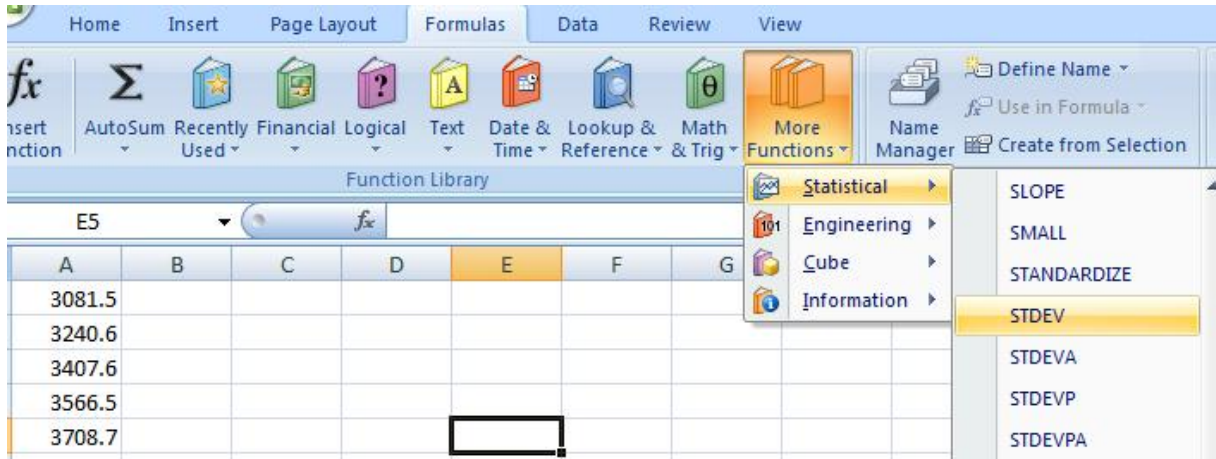 Home Insert Page Layout Formulas Data Review View
fx Σ ? A θ
nsert AutoSum Recently Financial Logical Text Date & Lookup & Math More Name
nction Used Time Reference & Trig Functions Manager
Define Name
fx Use in Formula
Create from Selection
Function Library
E5 fx
A B C D E F G
3081.5
3240.6
3407.6
3566.5
3708.7
Statistical
101 Engineering
Cube
Information
SLOPE
SMALL
STANDARDIZE
STDEV
STDEVA
STDEVP
STDEVPA